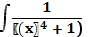 ∫ 1/(〖(x〗^4 + 1)